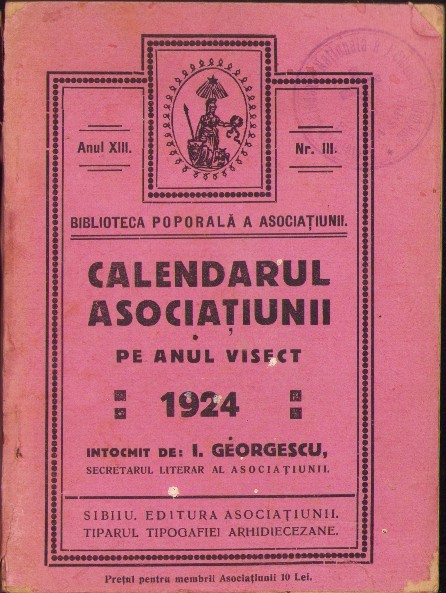 Anul XIII.
Nr. III.
BIBLIOTECA POPORALĂ A ASOCIAȚIUNII.
CALENDARUL
ASOCIAȚIUNII
PE ANUL VISECT
1924
INTOCMIT DE: I. GEORGESCU,
SECRETARUL LITERAR AL ASOCIAȚIUNII.
SIBIIU. EDITURA ASOCIAȚIUNII.
TIPARUL TIPOGAFIEI ARHIDIECEZANE.
Prețul pentru membrii Asociațiunii 10 Lei.